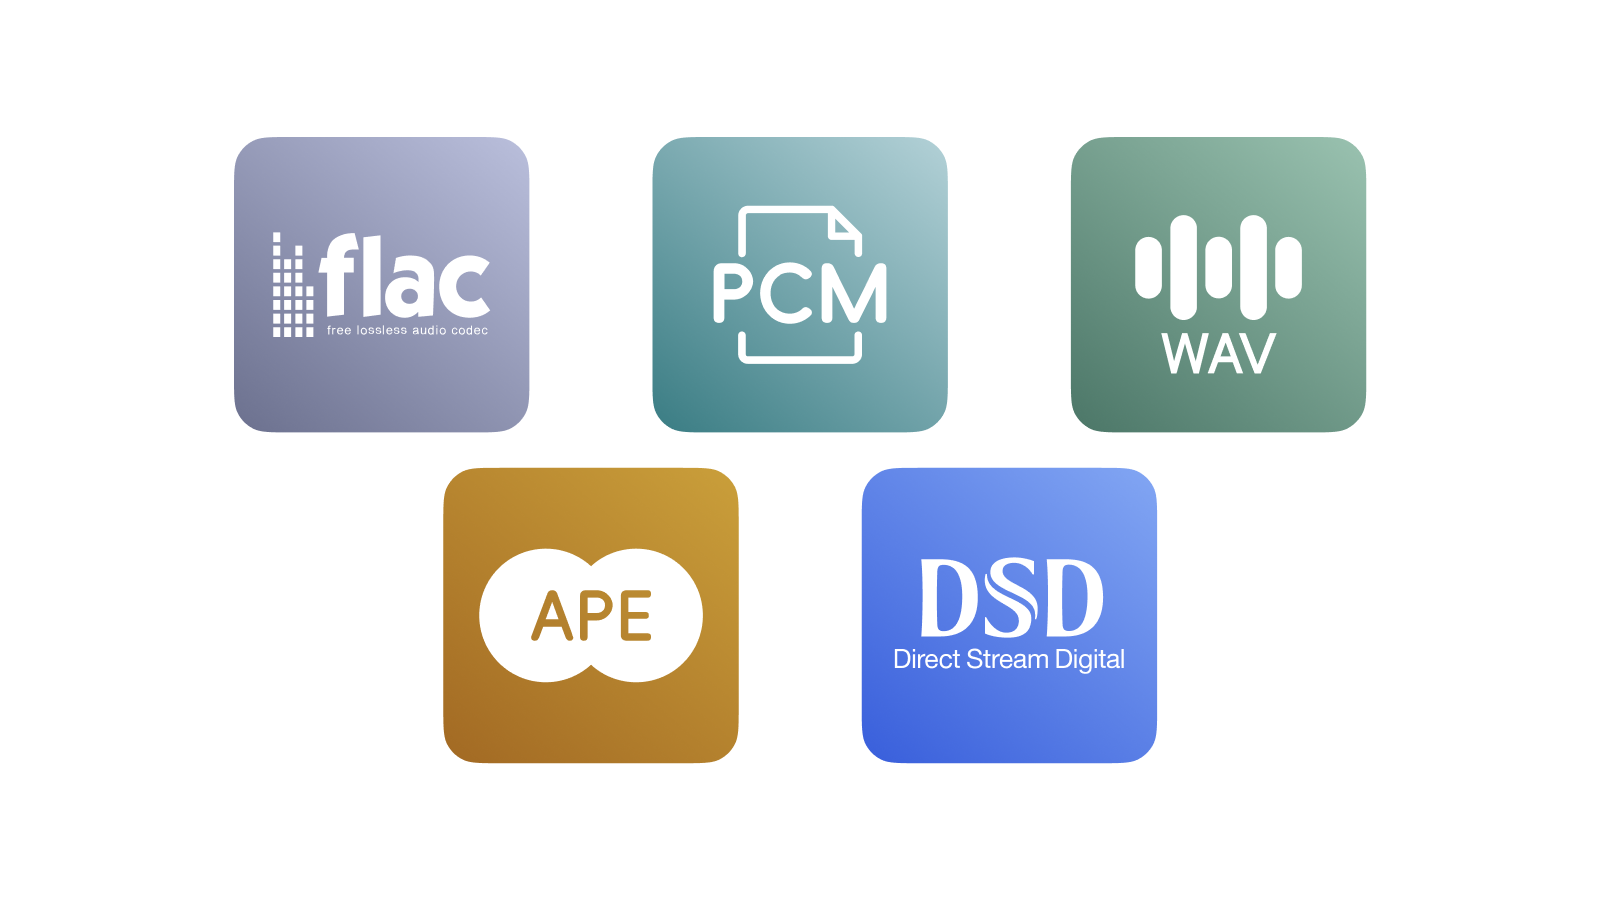 flac
free lossless audio codec
PCM
WAV
APE
DSD
Direct Stream Digital